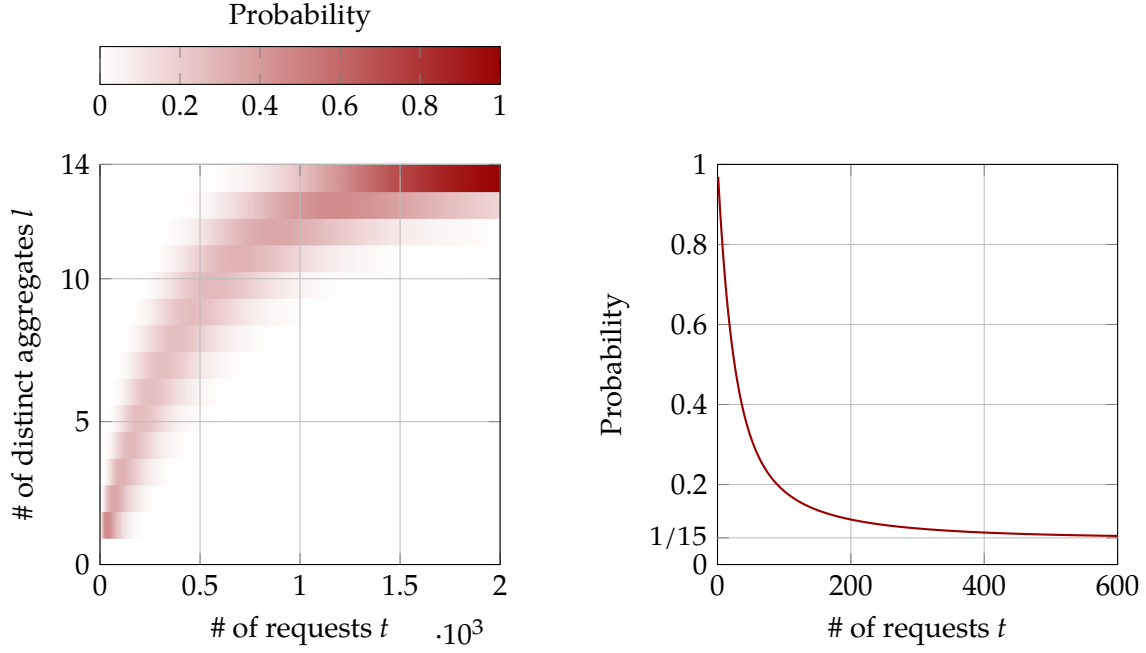 Probability
0 0.2 0.4 0.6 0.8 1
# of distinct aggregates l
14
10
5
0
0 0.5 1 1.5 2
# of requests t
·10³
Probability
1
0.8
0.6
0.4
0.2
1/15
0
0 200 400 600
# of requests t